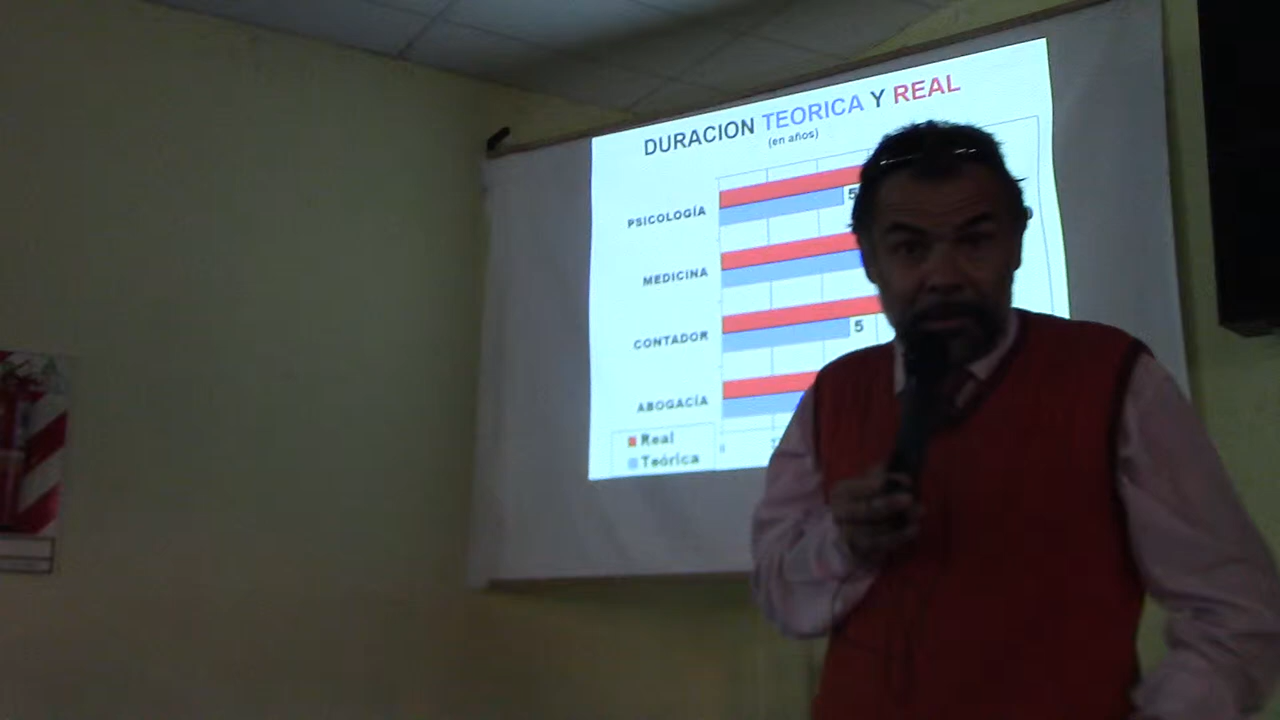 DURACION TEORICA Y REAL
(en años)
PSICOLOGÍA
5
MEDICINA
CONTADOR
5
ABOGACÍA
Real
Teórica